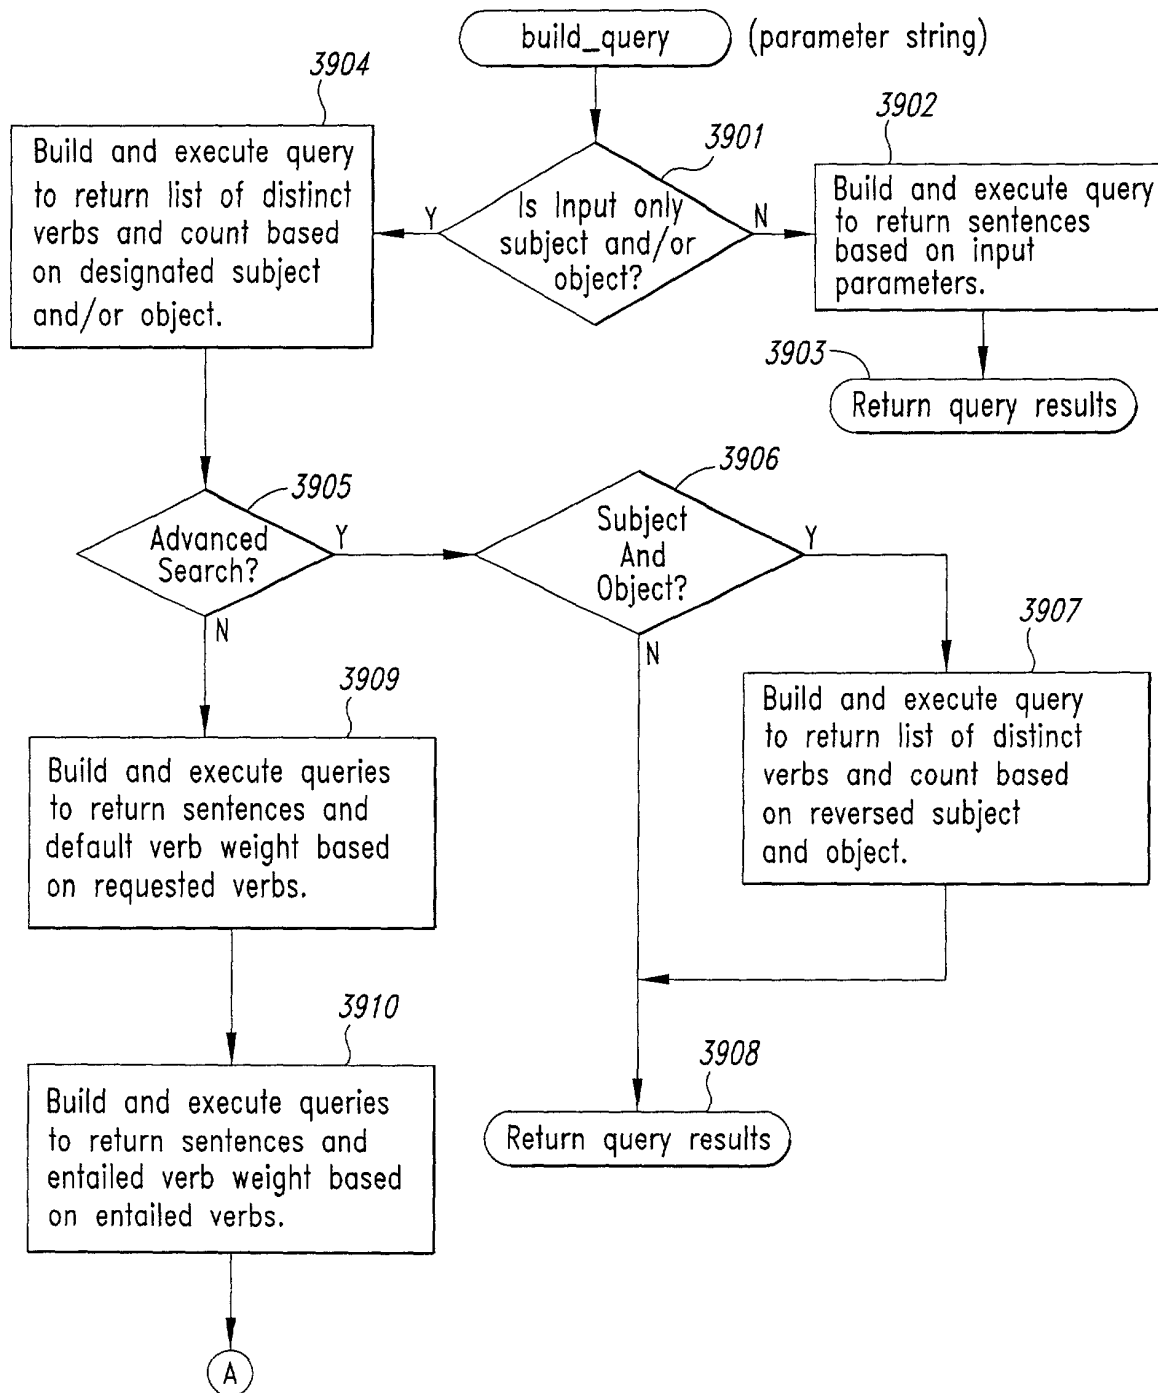 build_query (parameter string)
3904
Build and execute query
to return list of distinct
verbs and count based
on designated subject
and/or object.
3901
Is Input only
subject and/or
object?
Y
N
3902
Build and execute query
to return sentences
based on input
parameters.
3903
Return query results
3905
Advanced
Search?
Y
N
3906
Subject
And
Object?
Y
N
3907
Build and execute query
to return list of distinct
verbs and count based
on reversed subject
and object.
3909
Build and execute queries
to return sentences and
default verb weight based
on requested verbs.
3910
Build and execute queries
to return sentences and
entailed verb weight based
on entailed verbs.
3908
Return query results
A